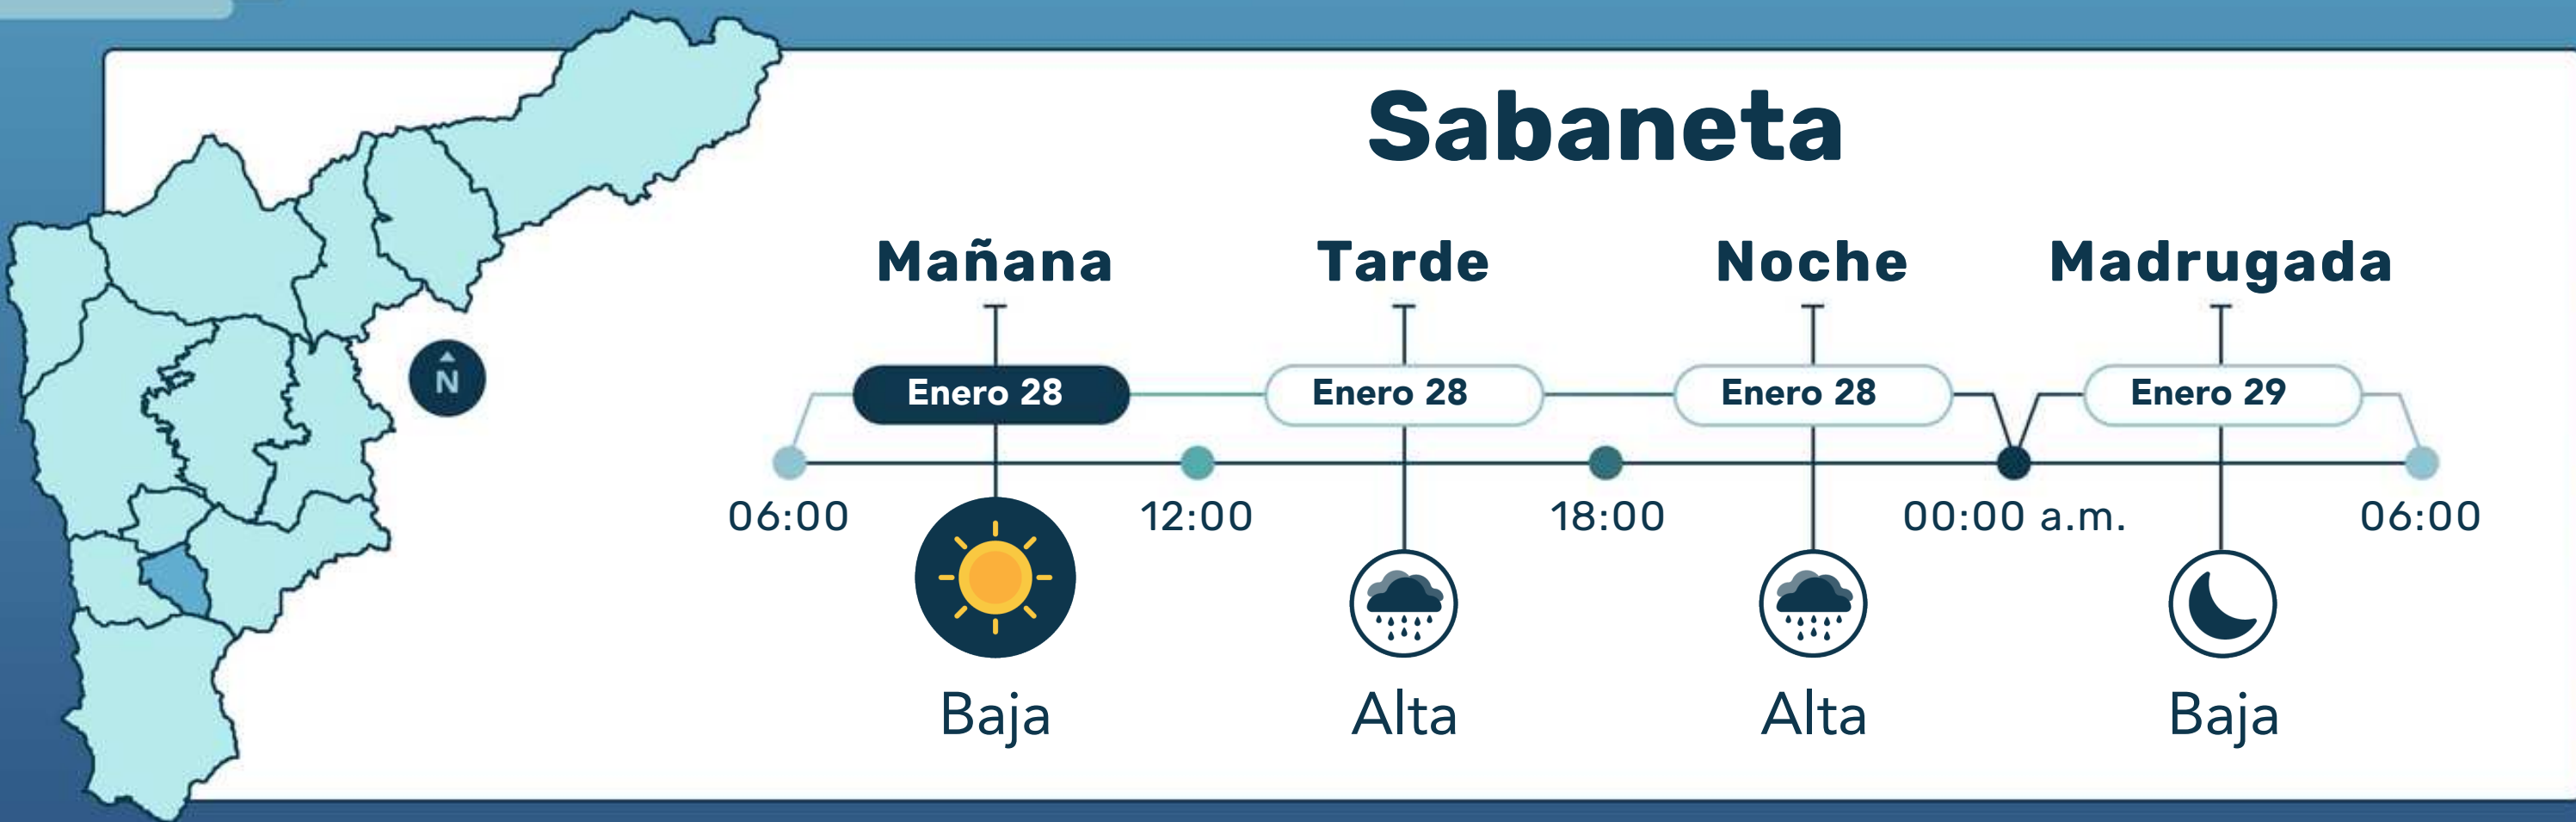 Sabaneta
Mañana Tarde Noche Madrugada
Enero 28 Enero 28 Enero 28 Enero 29
N
06:00 12:00 18:00 00:00 a.m. 06:00
Baja Alta Alta Baja